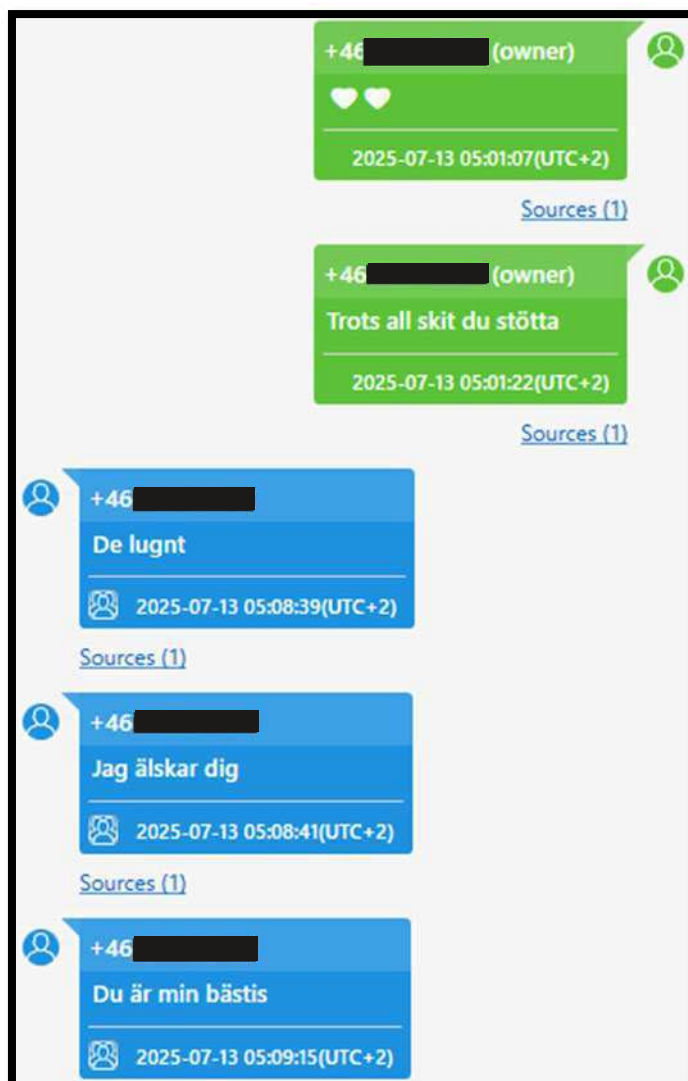 +46 (owner)
2025-07-13 05:01:07(UTC+2)
Sources (1)
+46 (owner)
Trots all skit du stötta
2025-07-13 05:01:22(UTC+2)
Sources (1)
+46
De lugnt
2025-07-13 05:08:39(UTC+2)
Sources (1)
+46
Jag älskar dig
2025-07-13 05:08:41(UTC+2)
Sources (1)
+46
Du är min bästis
2025-07-13 05:09:15(UTC+2)